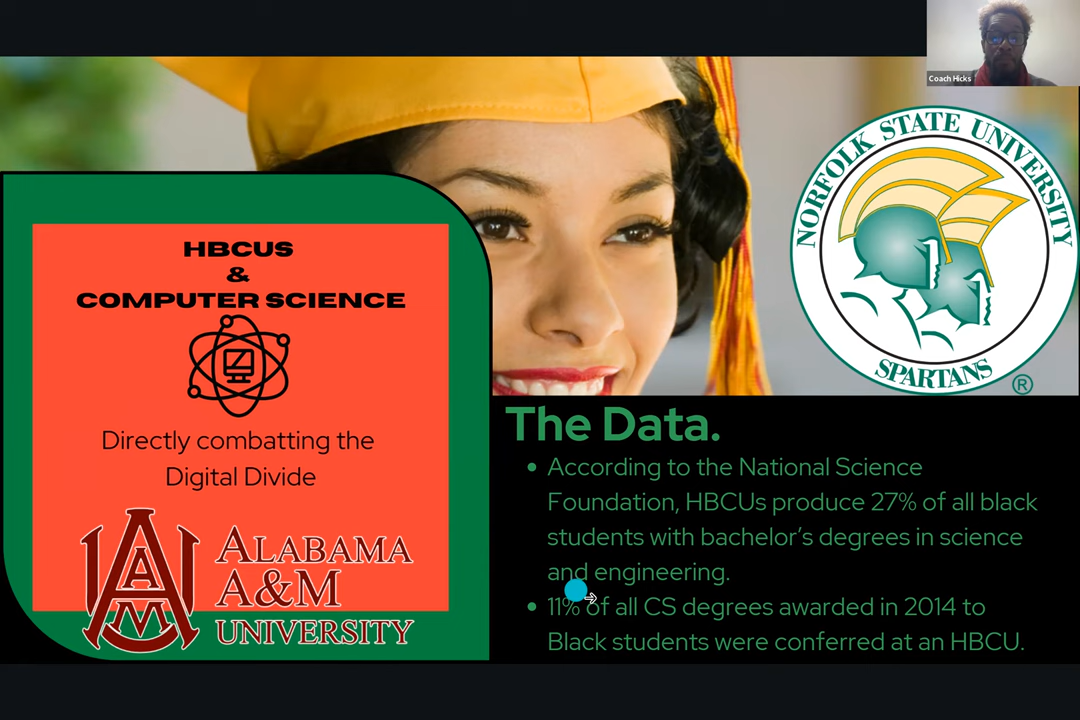 Coach Hicks
NORFOLK STATE UNIVERSITY
SPARTANS
®
HBCUS
&
COMPUTER SCIENCE
Directly combatting the
Digital Divide
AAMU
ALABAMA
A&M
UNIVERSITY
The Data.
• According to the National Science
Foundation, HBCUs produce 27% of all black
students with bachelor’s degrees in science
and engineering.
• 11% of all CS degrees awarded in 2014 to
Black students were conferred at an HBCU.